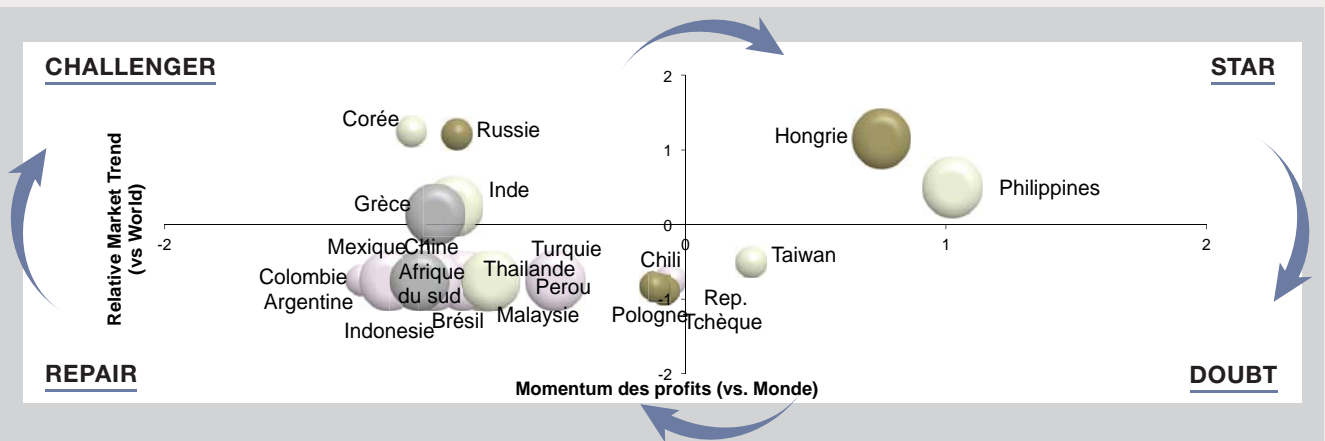 CHALLENGER
STAR
Relative Market Trend
(vs World)
2
1
0
-1
-2
-2
-1
0
1
2
Corée
Russie
Hongrie
Philippines
Inde
Grèce
Mexique
Chine
Turquie
Chili
Taiwan
Colombie
Afrique
du sud
Thailande
Perou
Argentine
Indonesie
Brésil
Malaysie
Pologne
Rep.
Tchèque
REPAIR
DOUBT
Momentum des profits (vs. Monde)